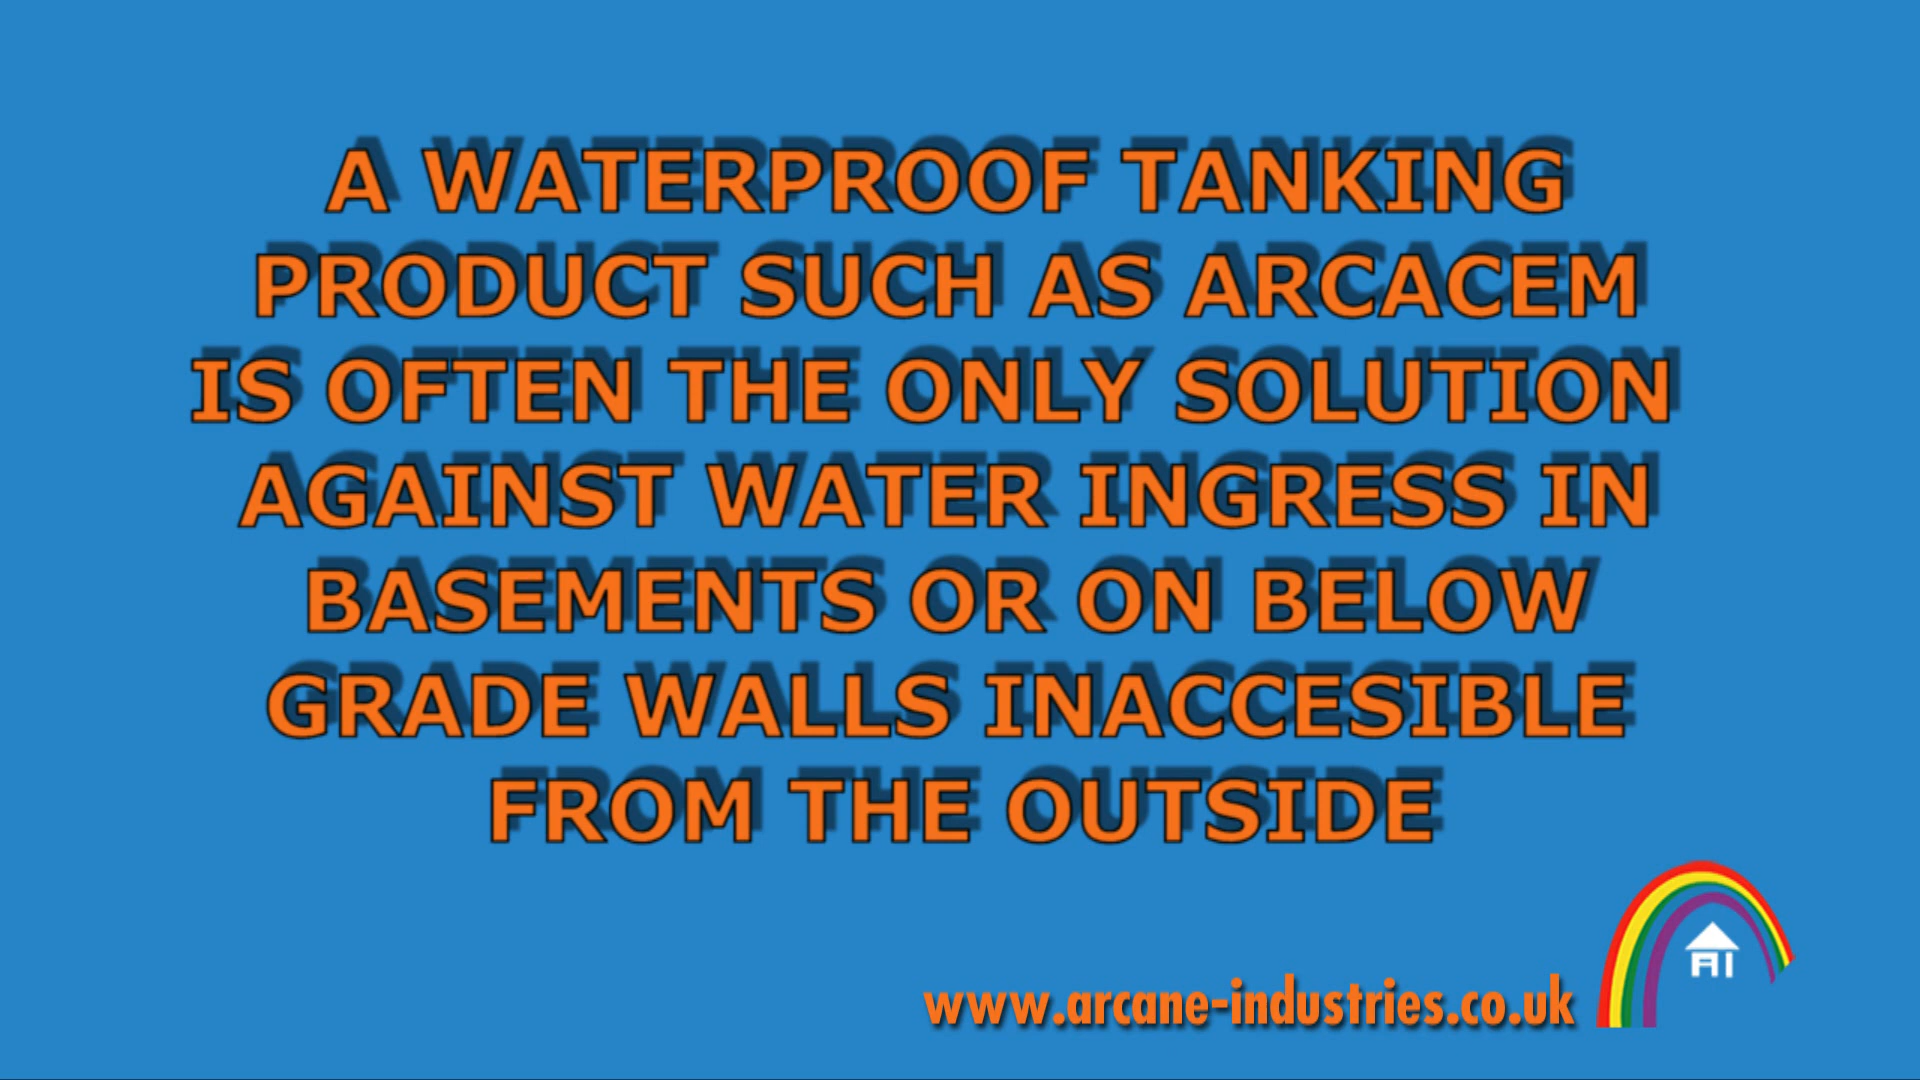 A WATERPROOF TANKING
PRODUCT SUCH AS ARCACEM
IS OFTEN THE ONLY SOLUTION
AGAINST WATER INGRESS IN
BASEMENTS OR ON BELOW
GRADE WALLS INACCESIBLE
FROM THE OUTSIDE
AI
www.arcane-industries.co.uk